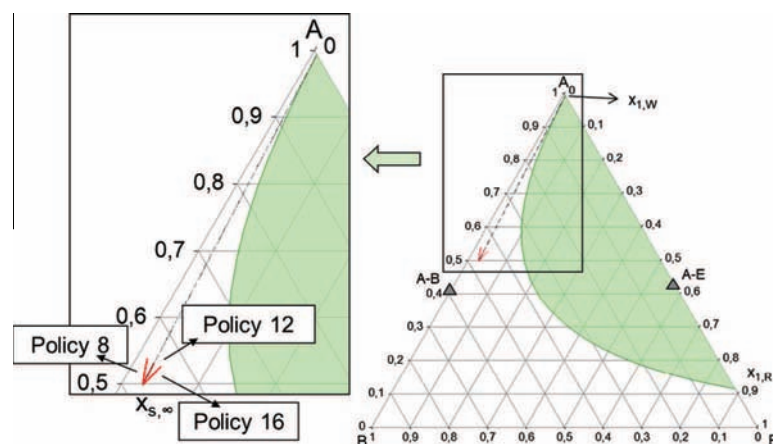 A
1 0
0,9
0,8
0,7
0,6
Policy 12
Policy 8
0,5
x_S,∞
Policy 16
A
1 0
x_1,W
0,9 0,1
0,8 0,2
0,7 0,3
0,6 0,4
0,5 0,5
A-B A-E
0,4 0,6
0,3 0,7
0,2 0,8
x_1,R
0,1 0,9
0 1
B 1 0,9 0,8 0,7 0,6 0,5 0,4 0,3 0,2 0,1 0